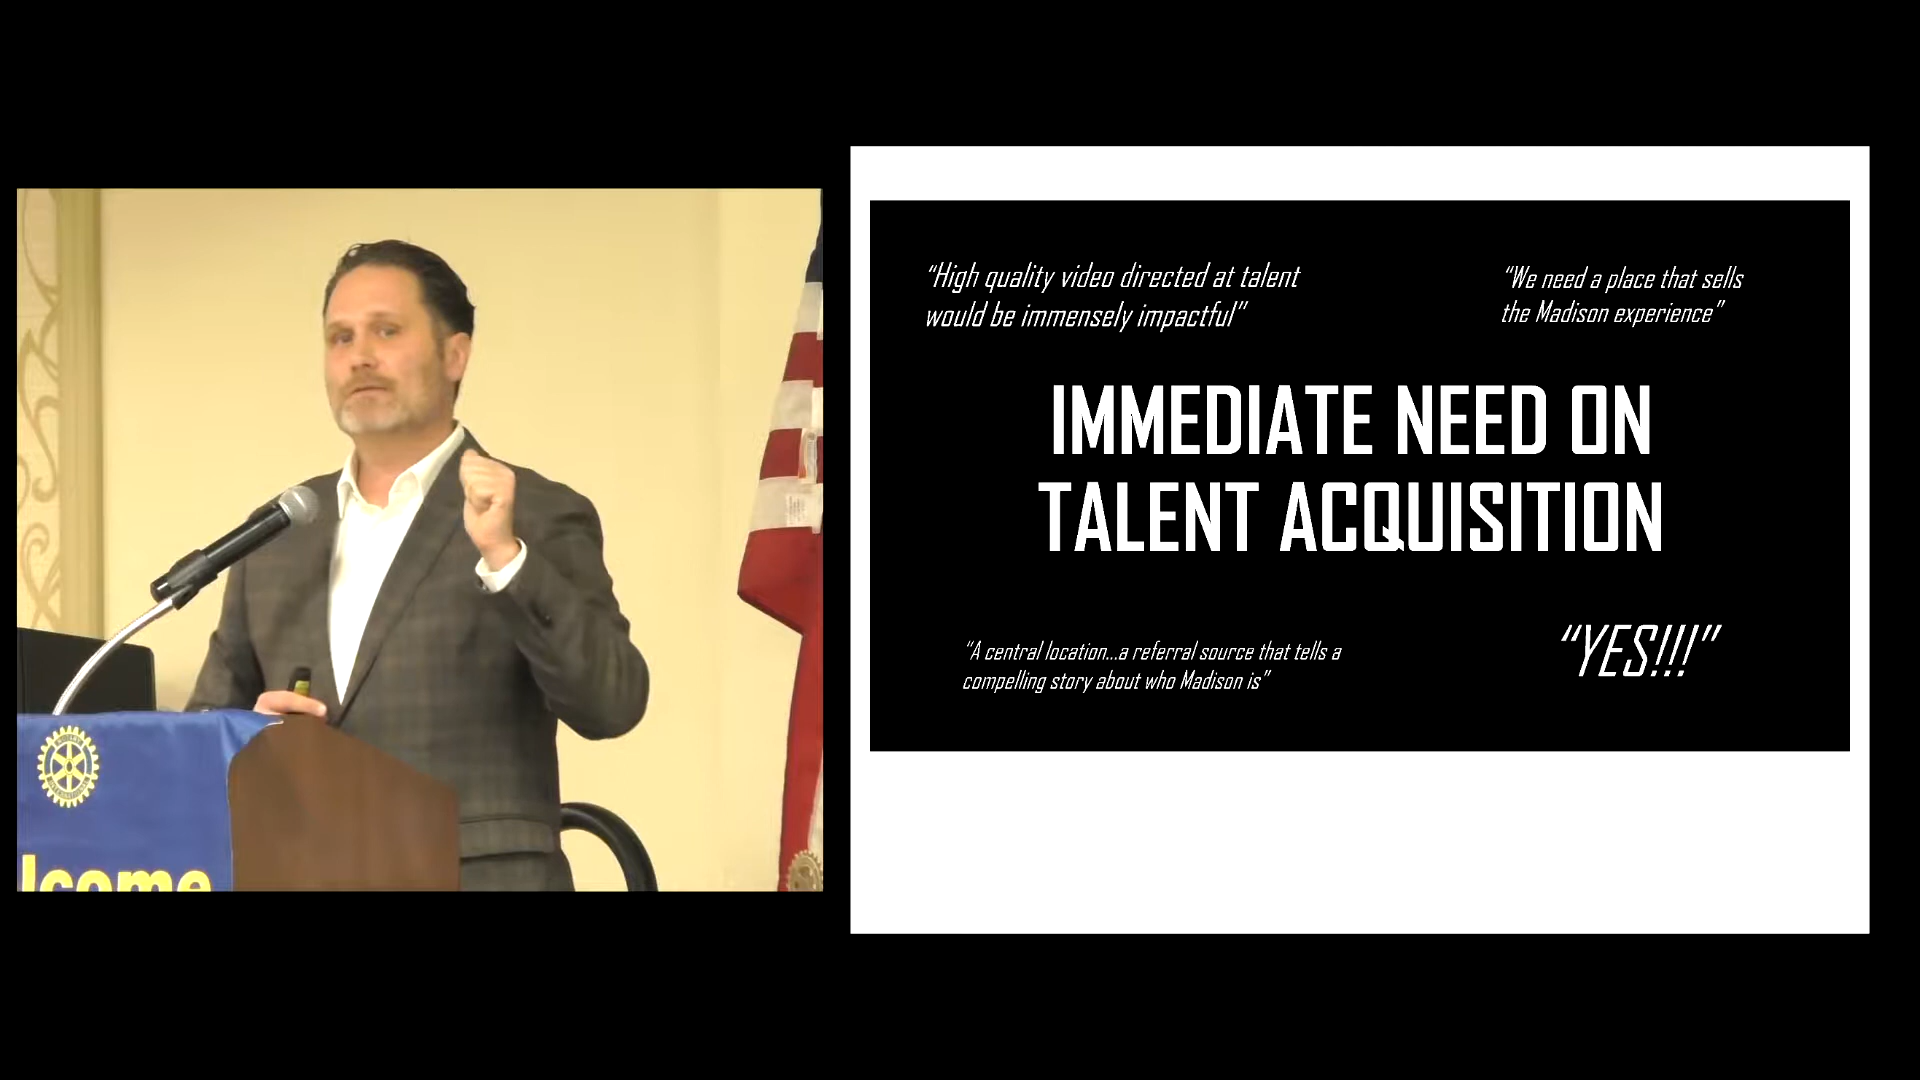 “High quality video directed at talent
would be immensely impactful”
“We need a place that sells
the Madison experience”
IMMEDIATE NEED ON
TALENT ACQUISITION
“A central location...a referral source that tells a
compelling story about who Madison is”
“YES!!!”
lcome